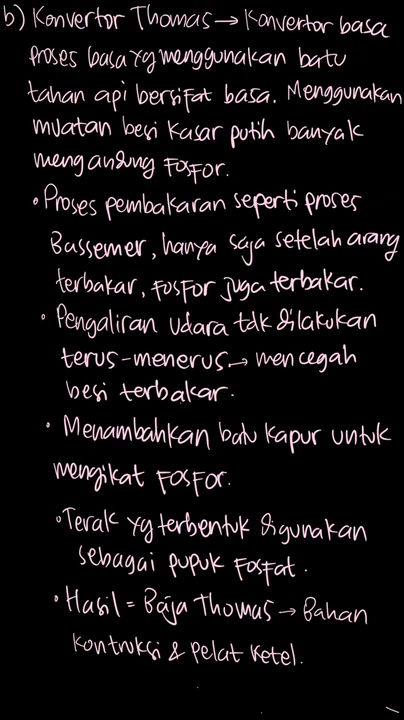 b) Konvertor Thomas → Konvertor basa
Proses basa yg menggunakan batu
tahan api bersifat basa. Menggunakan
muatan besi kasar putih banyak
mengandung Fosfor.
• Proses pembakaran seperti proses
Bassemer, hanya saja setelah arang
terbakar, Fosfor juga terbakar.
• Pengaliran udara tdk dilakukan
terus-menerus → mencegah
besi terbakar.
• Menambahkan batu kapur untuk
mengikat Fosfor.
• Terak yg terbentuk digunakan
sebagai pupuk fosfat.
• Hasil = Baja Thomas → Bahan
Kontruksi & Pelat Ketel.